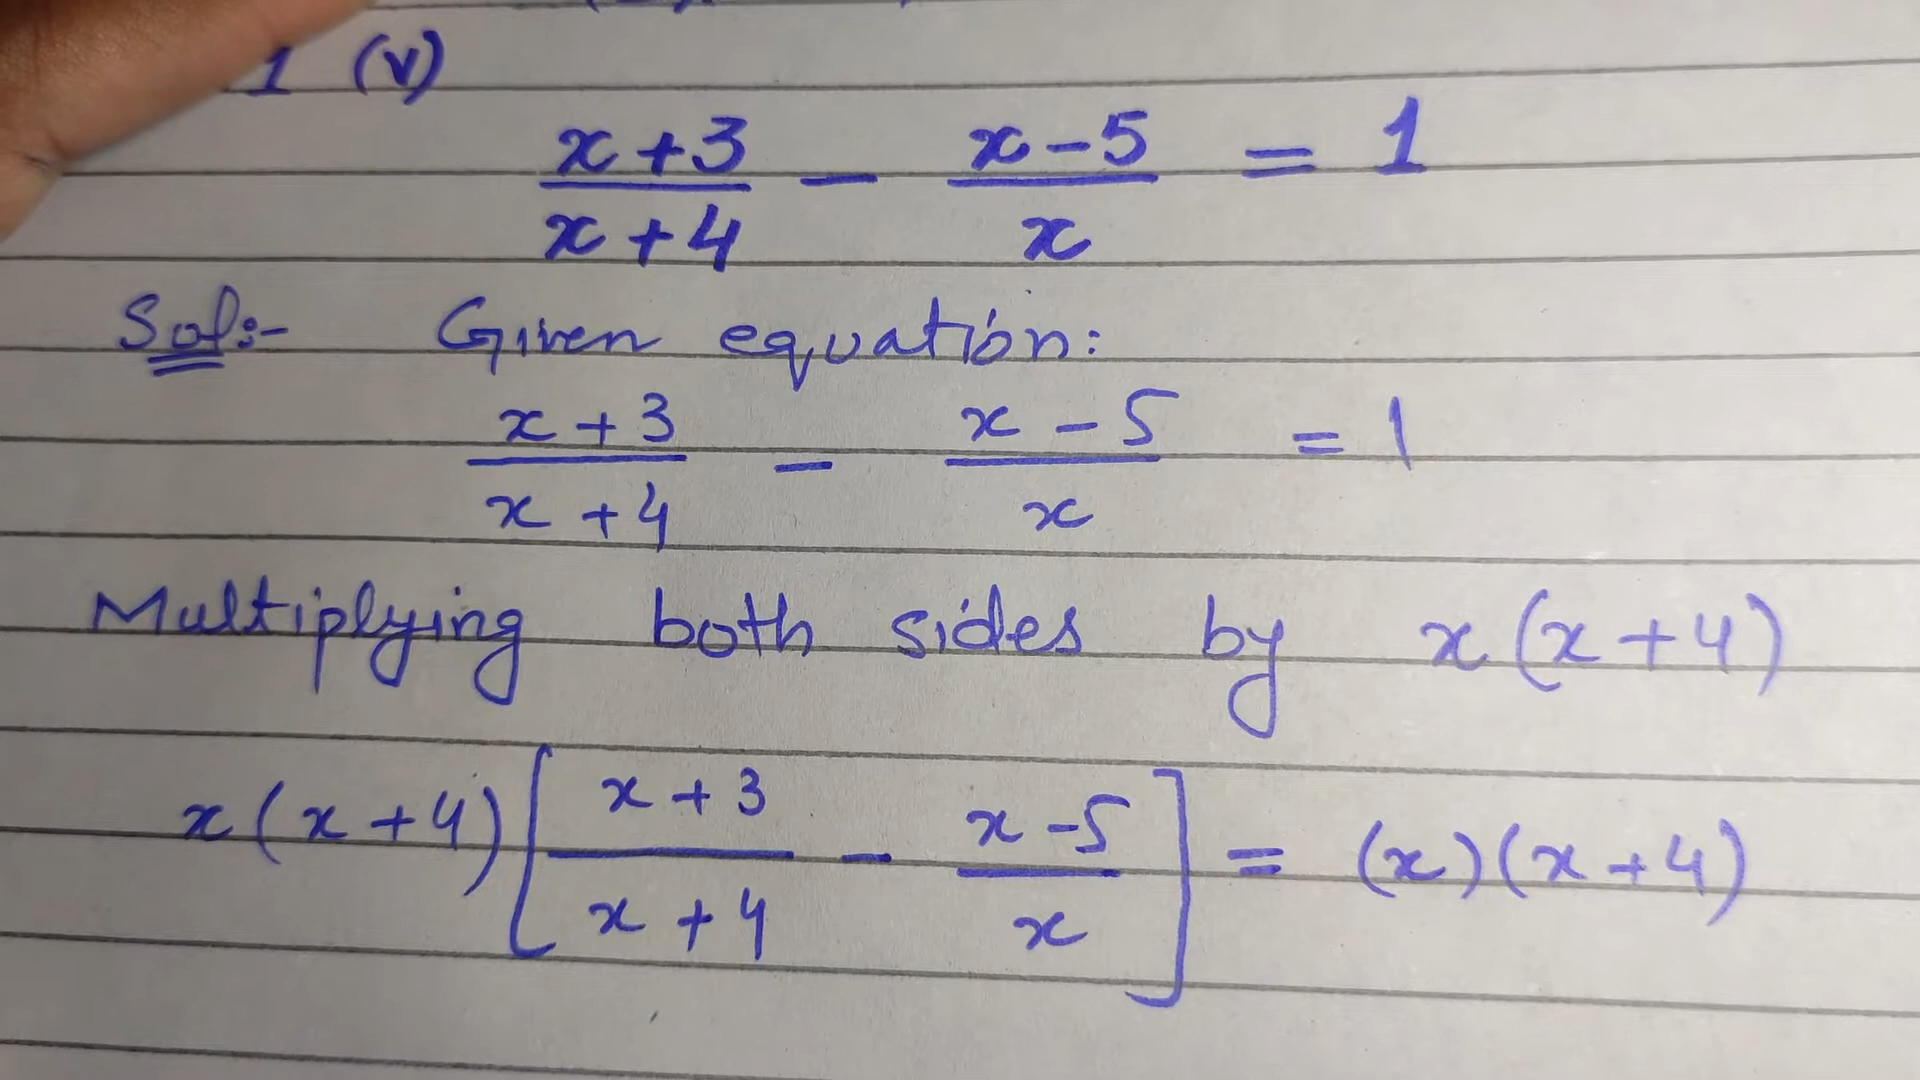 1 (v)
x+3/x+4 − x−5/x = 1
Sol:- Given equation:
x+3/x+4 − x−5/x = 1
Multiplying both sides by x(x+4)
x(x+4)[x+3/x+4 − x−5/x] = (x)(x+4)